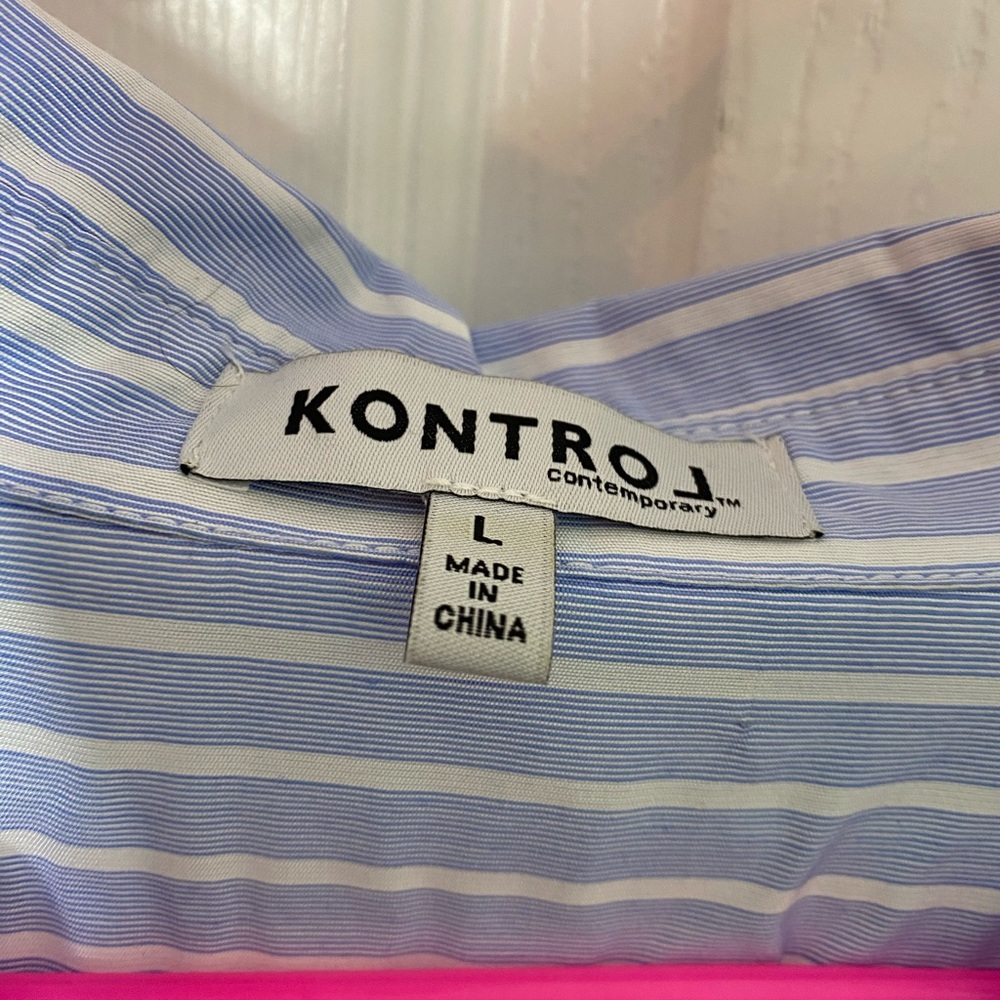 KONTROL
contemporary™
L
MADE
IN
CHINA